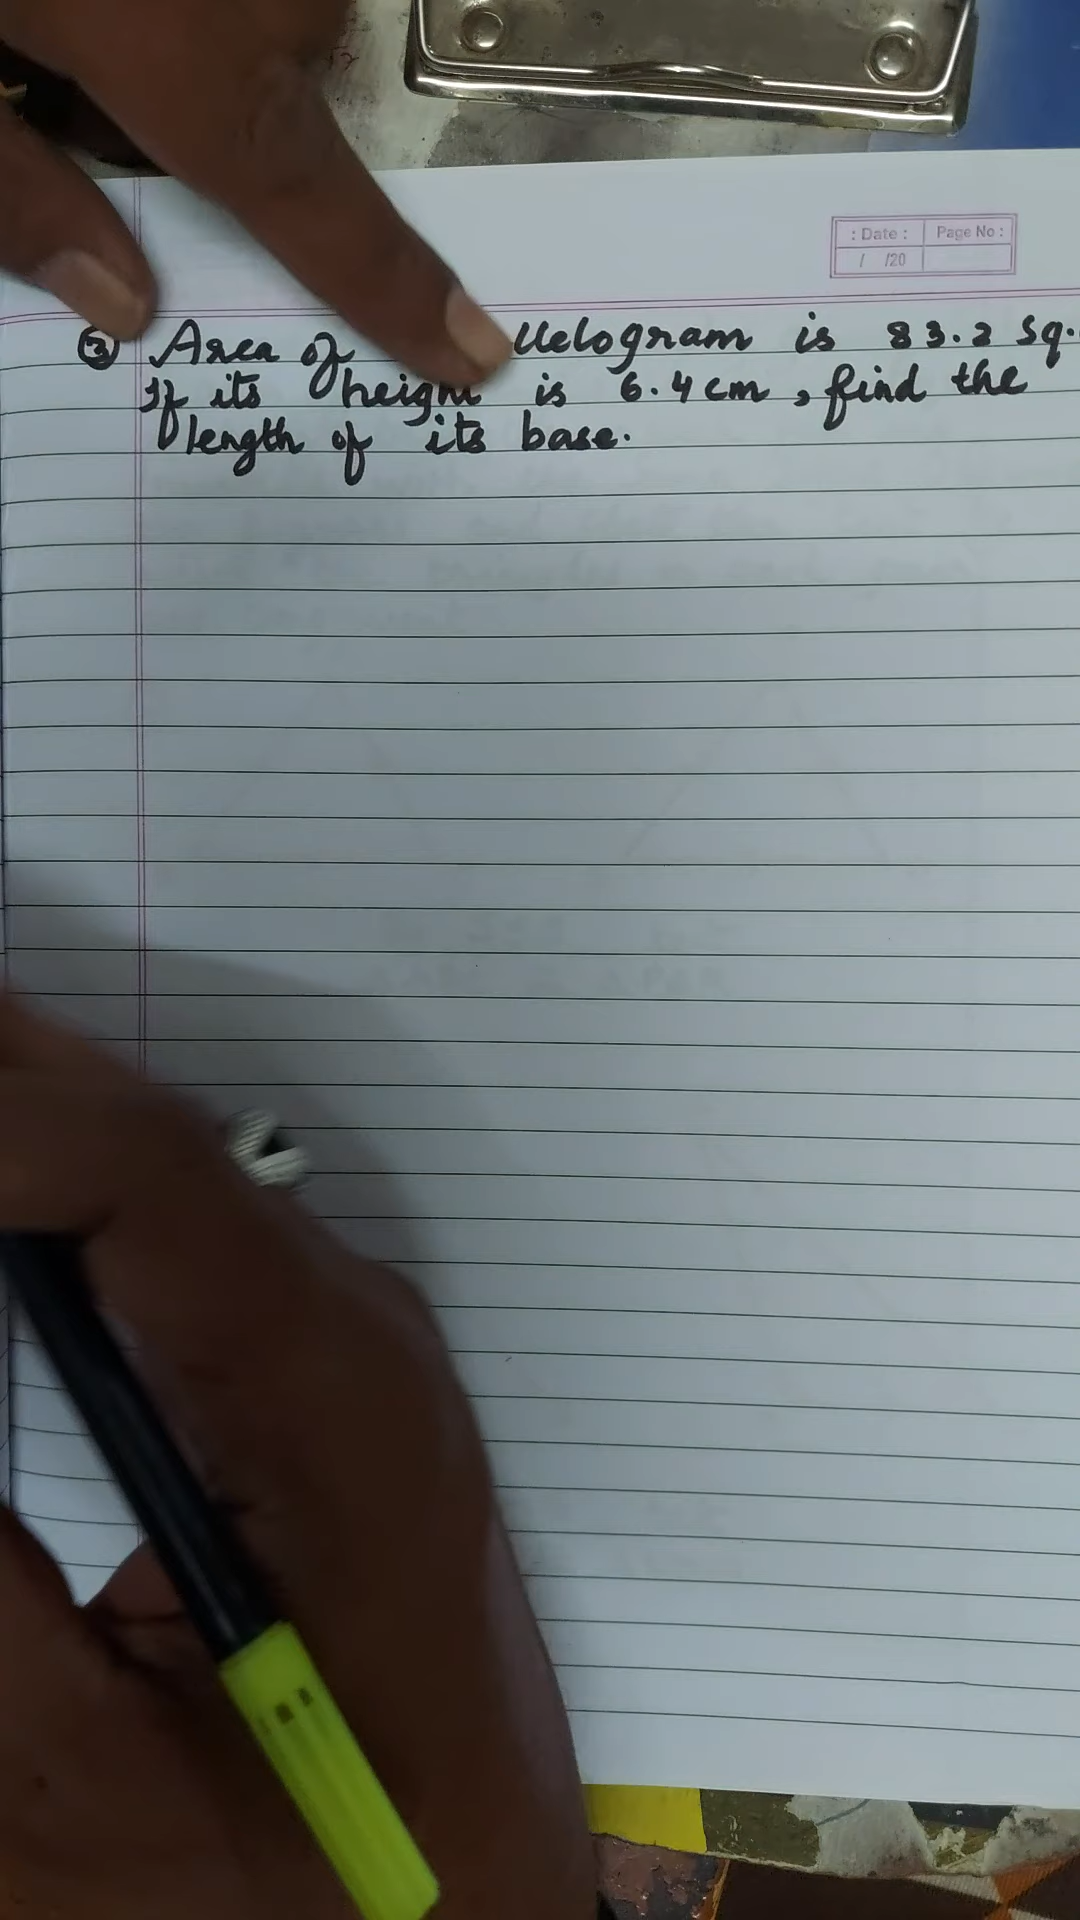 : Date :
Page No :
/ /20
② Area of llelogram is 83.2 Sq.
If its height is 6.4 cm, find the
length of its base.